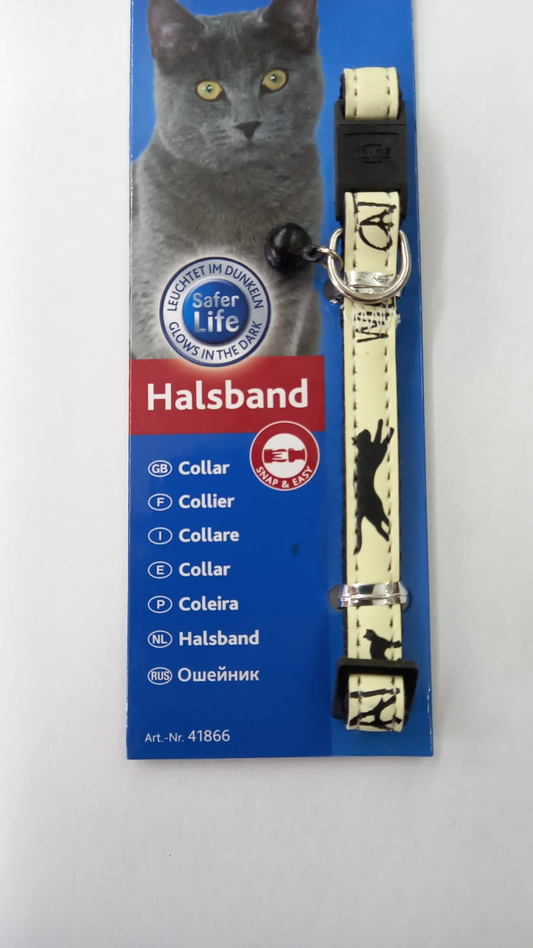 LEUCHTET IM DUNKELN
Safer
Life
GLOWS IN THE DARK
Halsband
SNAP & EASY
GB Collar
F Collier
I Collare
E Collar
P Coleira
NL Halsband
RUS Ошейник
Art.-Nr. 41866
CAT